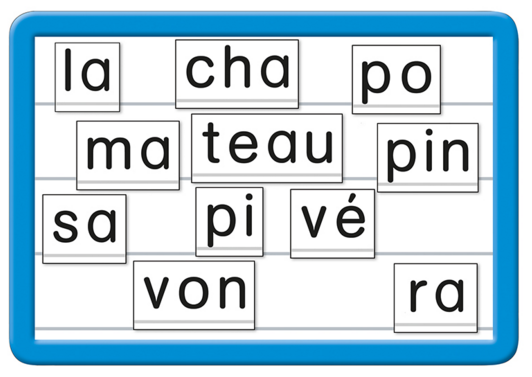 la cha po
ma teau pin
sa pi vé
von ra